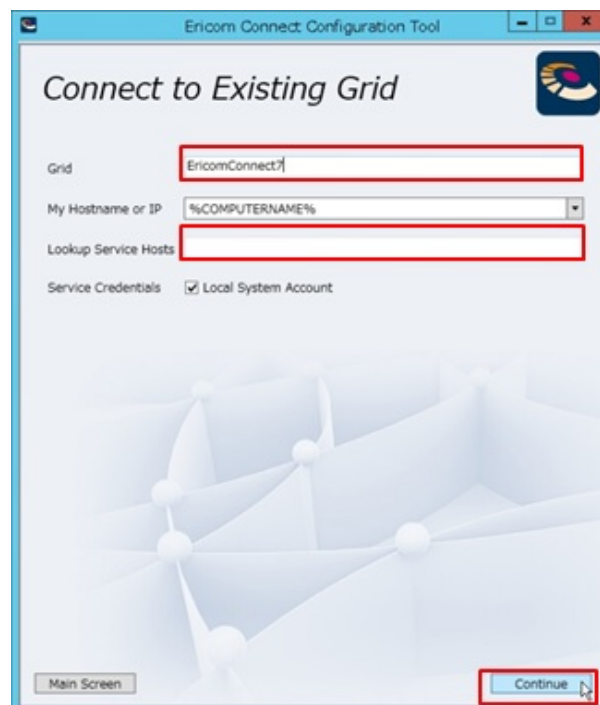 Ericom Connect Configuration Tool
Connect to Existing Grid
Grid
EricomConnect7
My Hostname or IP
%COMPUTERNAME%
Lookup Service Hosts
Service Credentials
Local System Account
Main Screen
Continue